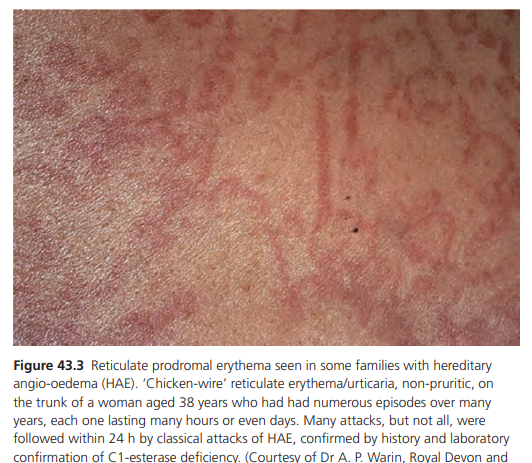 Figure 43.3 Reticulate prodromal erythema seen in some families with hereditary
angio-oedema (HAE). ‘Chicken-wire’ reticulate erythema/urticaria, non-pruritic, on
the trunk of a woman aged 38 years who had had numerous episodes over many
years, each one lasting many hours or even days. Many attacks, but not all, were
followed within 24 h by classical attacks of HAE, confirmed by history and laboratory
confirmation of C1-esterase deficiency. (Courtesy of Dr A. P. Warin, Royal Devon and